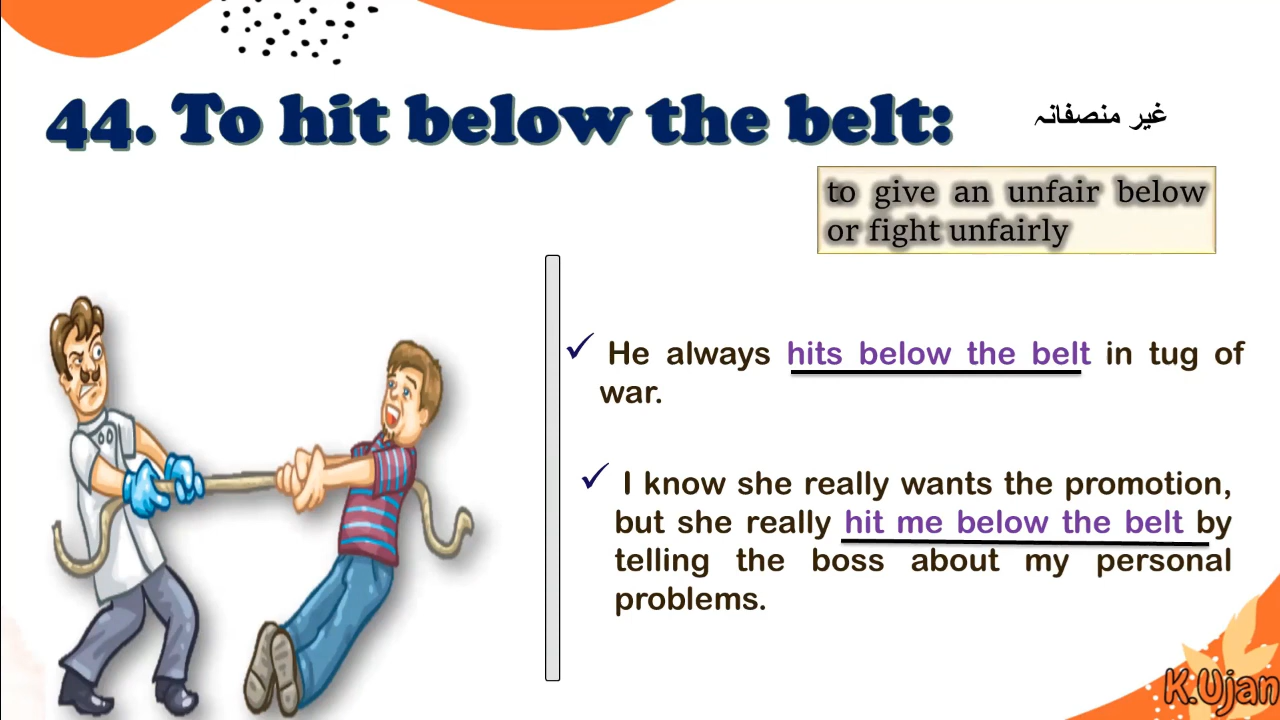 44. To hit below the belt:
غیر منصفانہ
to give an unfair below
or fight unfairly
✓ He always hits below the belt in tug of
war.
✓ I know she really wants the promotion,
but she really hit me below the belt by
telling the boss about my personal
problems.
K.Ujan